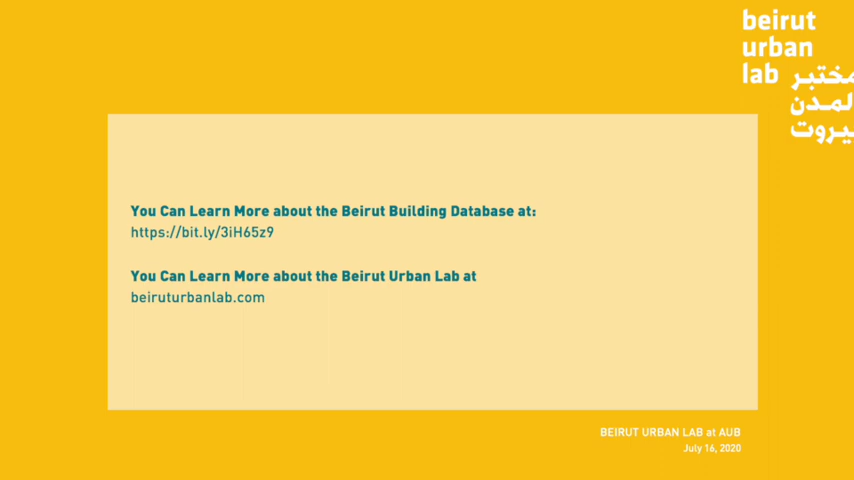 beirut
urban
lab مختبر
المدن
بيروت
You Can Learn More about the Beirut Building Database at:
https://bit.ly/3iH65z9
You Can Learn More about the Beirut Urban Lab at
beiruturbanlab.com
BEIRUT URBAN LAB at AUB
July 16, 2020